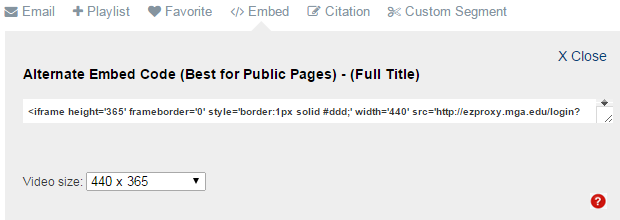 Email Playlist Favorite </> Embed Citation Custom Segment
X Close
Alternate Embed Code (Best for Public Pages) - (Full Title)
<iframe height='365' frameborder='0' style='border:1px solid #ddd;' width='440' src='http://ezproxy.mga.edu/login?
Video size: 440 x 365
?